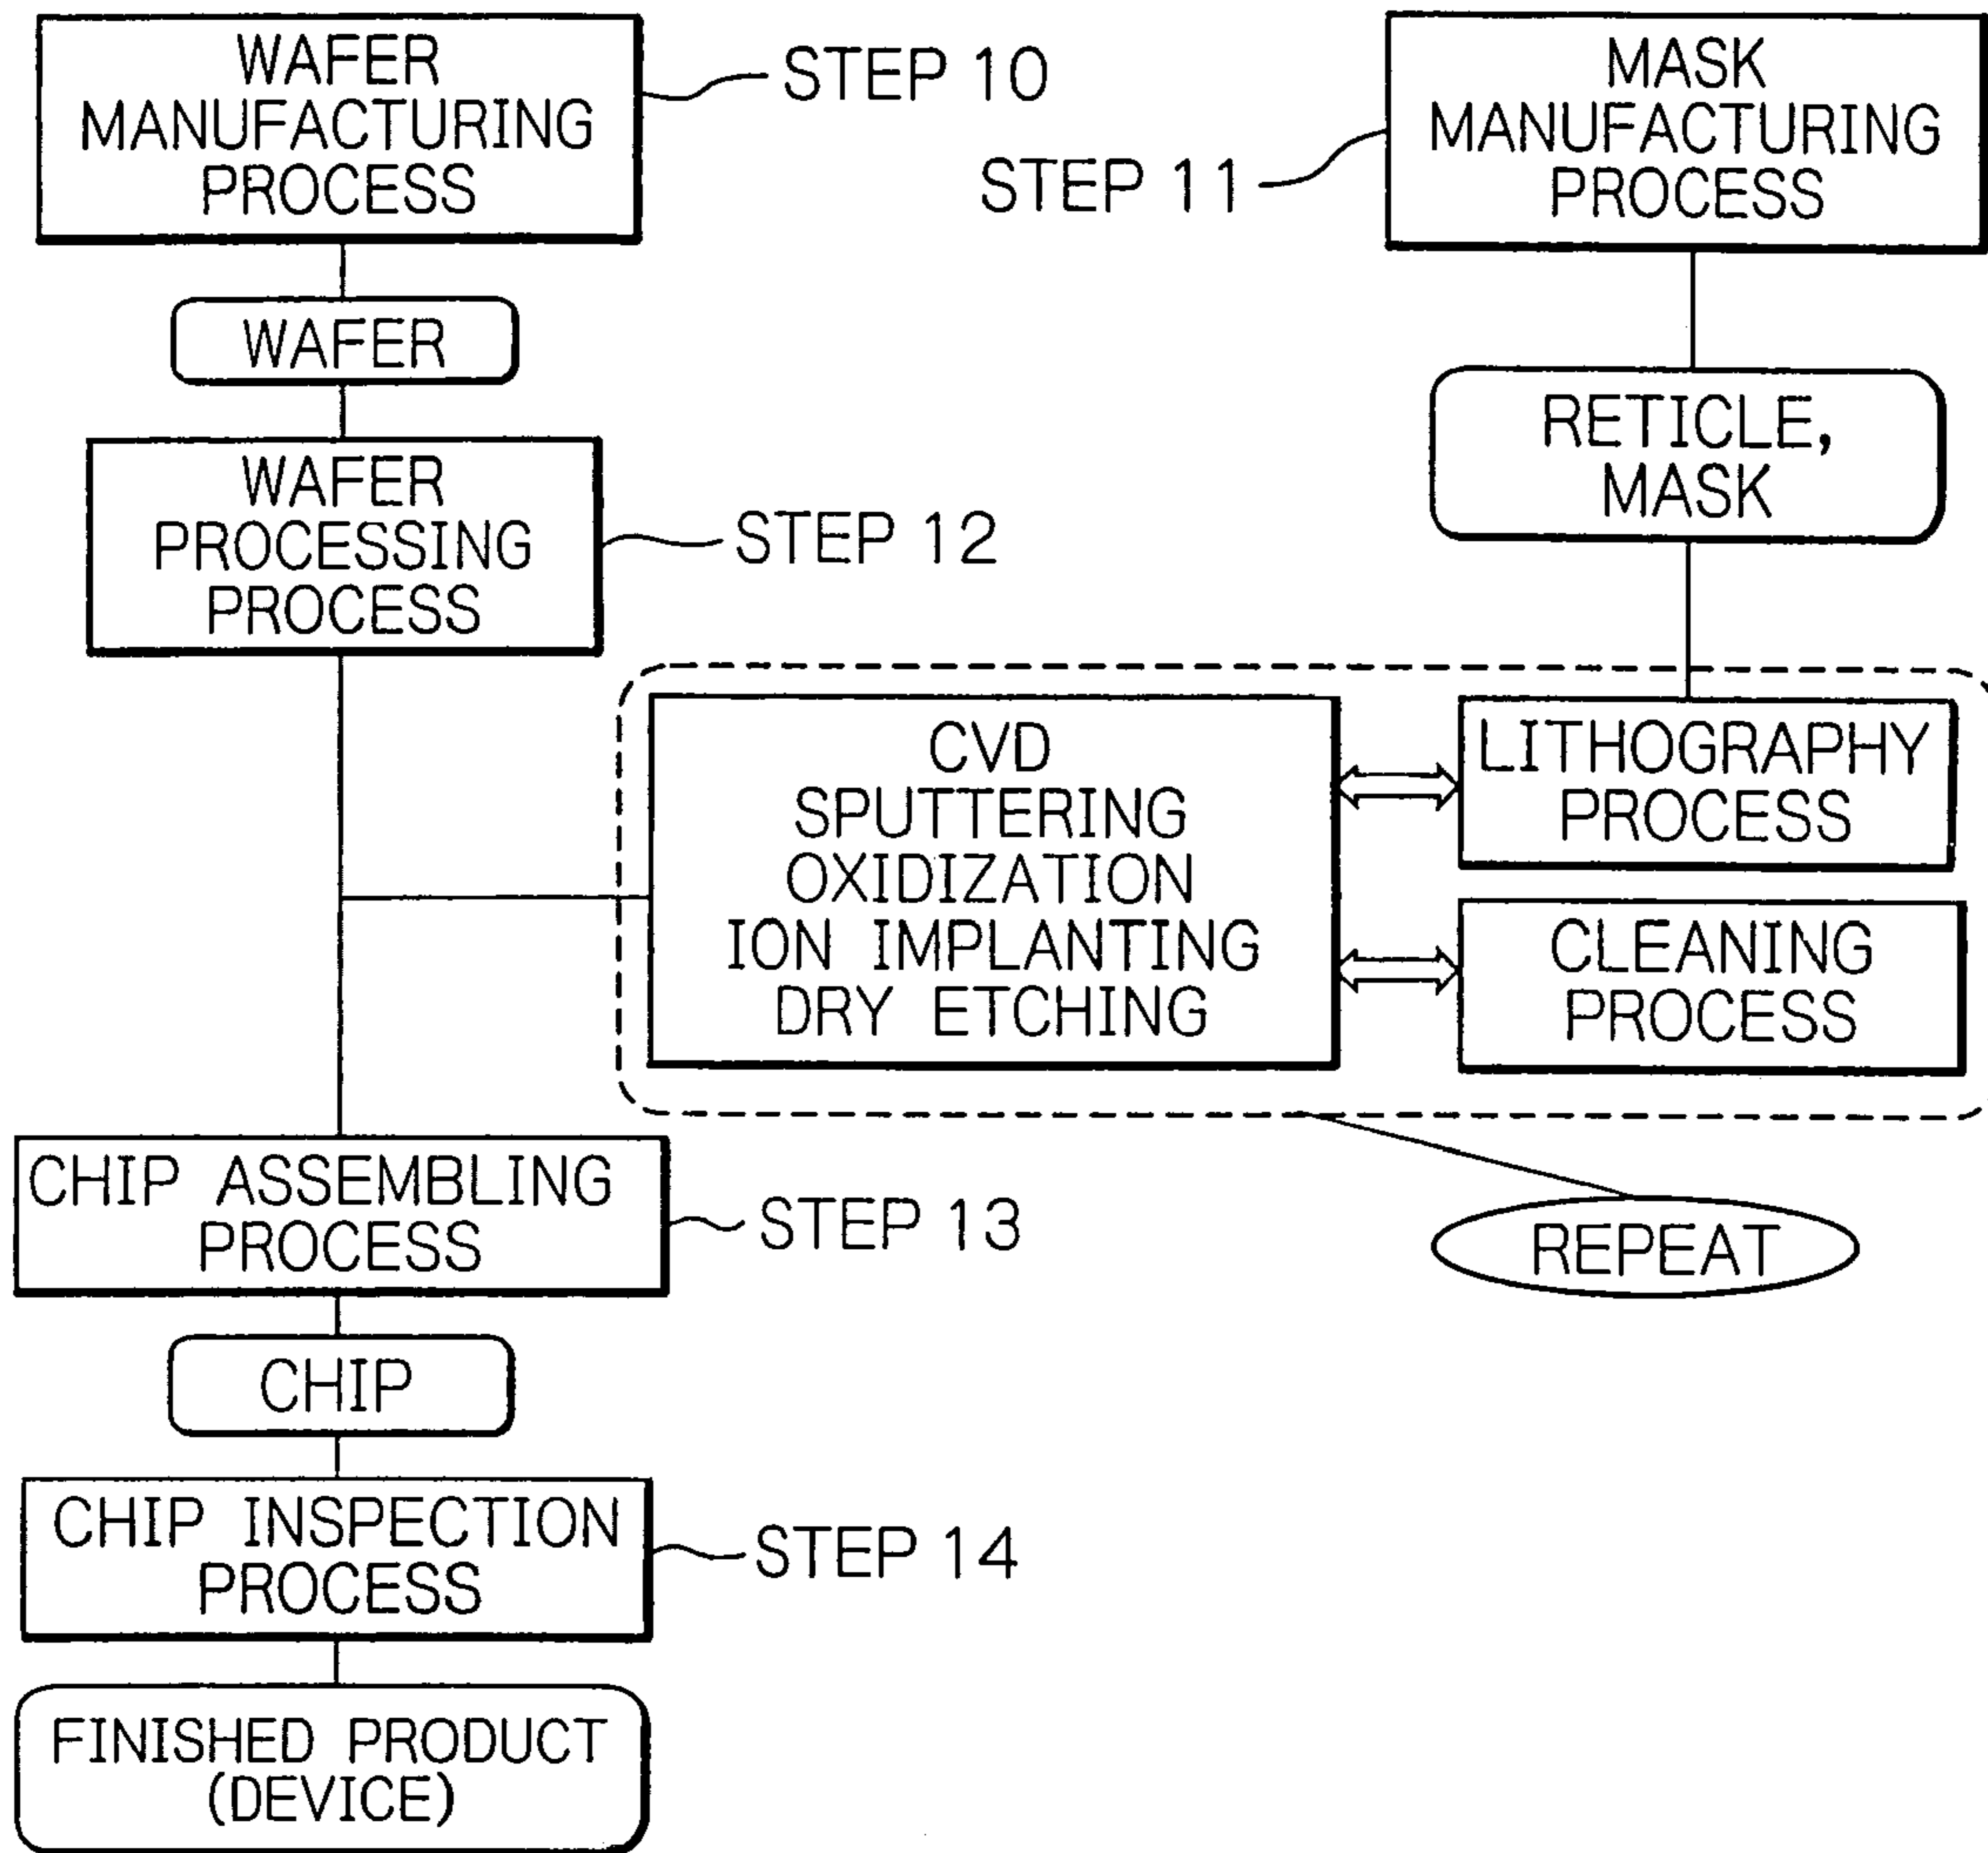 WAFER
MANUFACTURING
PROCESS
STEP 10
MASK
MANUFACTURING
PROCESS
STEP 11
WAFER
RETICLE,
MASK
WAFER
PROCESSING
PROCESS
STEP 12
CVD
SPUTTERING
OXIDIZATION
ION IMPLANTING
DRY ETCHING
LITHOGRAPHY
PROCESS
CLEANING
PROCESS
REPEAT
CHIP ASSEMBLING
PROCESS
STEP 13
CHIP
CHIP INSPECTION
PROCESS
STEP 14
FINISHED PRODUCT
(DEVICE)